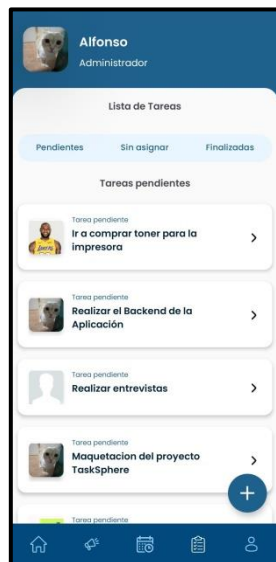 Alfonso
Administrador
Lista de Tareas
Pendientes Sin asignar Finalizadas
Tareas pendientes
Tarea pendiente
Ir a comprar toner para la
impresora
Tarea pendiente
Realizar el Backend de la
Aplicación
Tarea pendiente
Realizar entrevistas
Tarea pendiente
Maquetacion del proyecto
TaskSphere
Tarea pendiente